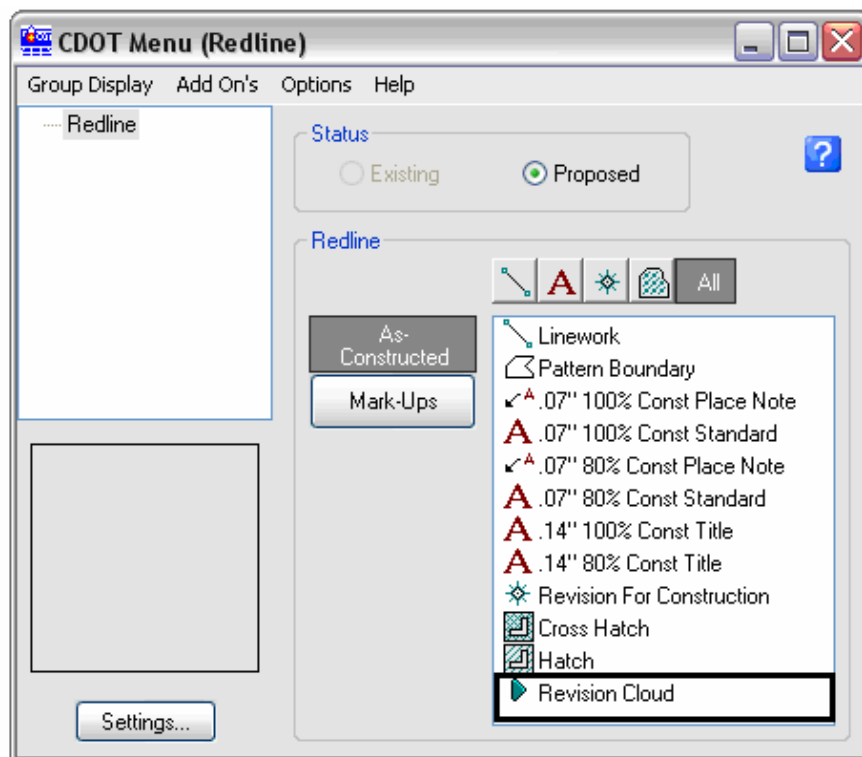 CDOT Menu (Redline)
Group Display Add On's Options Help
Redline
Status
Existing
Proposed
?
Redline
A
All
As-
Constructed
Mark-Ups
Linework
Pattern Boundary
A .07" 100% Const Place Note
A .07" 100% Const Standard
A .07" 80% Const Place Note
A .07" 80% Const Standard
A .14" 100% Const Title
A .14" 80% Const Title
Revision For Construction
Cross Hatch
Hatch
Revision Cloud
Settings...